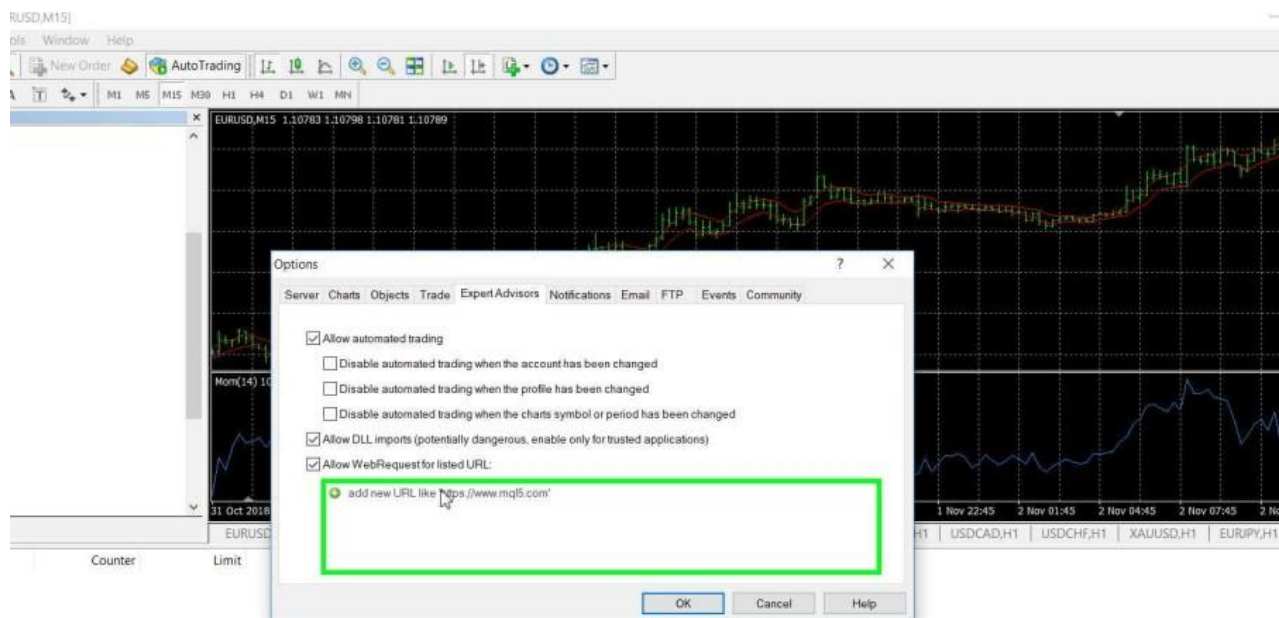 RUSD,M15]
ols Window Help
New Order AutoTrading
T M1 M5 M15 M30 H1 H4 D1 W1 MN
EURUSD,M15 1.10783 1.10798 1.10781 1.10789
Options ?
Server Charts Objects Trade Expert Advisors Notifications Email FTP Events Community
Allow automated trading
Disable automated trading when the account has been changed
Disable automated trading when the profile has been changed
Mom(14) 10
Disable automated trading when the charts symbol or period has been changed
Allow DLL imports (potentially dangerous, enable only for trusted applications)
Allow WebRequest for listed URL:
add new URL like 'https://www.mql5.com'
31 Oct 2018 1 Nov 22:45 2 Nov 01:45 2 Nov 04:45 2 Nov 07:45 2 No
EURUSD H1 USDCAD,H1 USDCHF,H1 XAUUSD,H1 EURJPY,H1
Counter Limit
OK Cancel Help